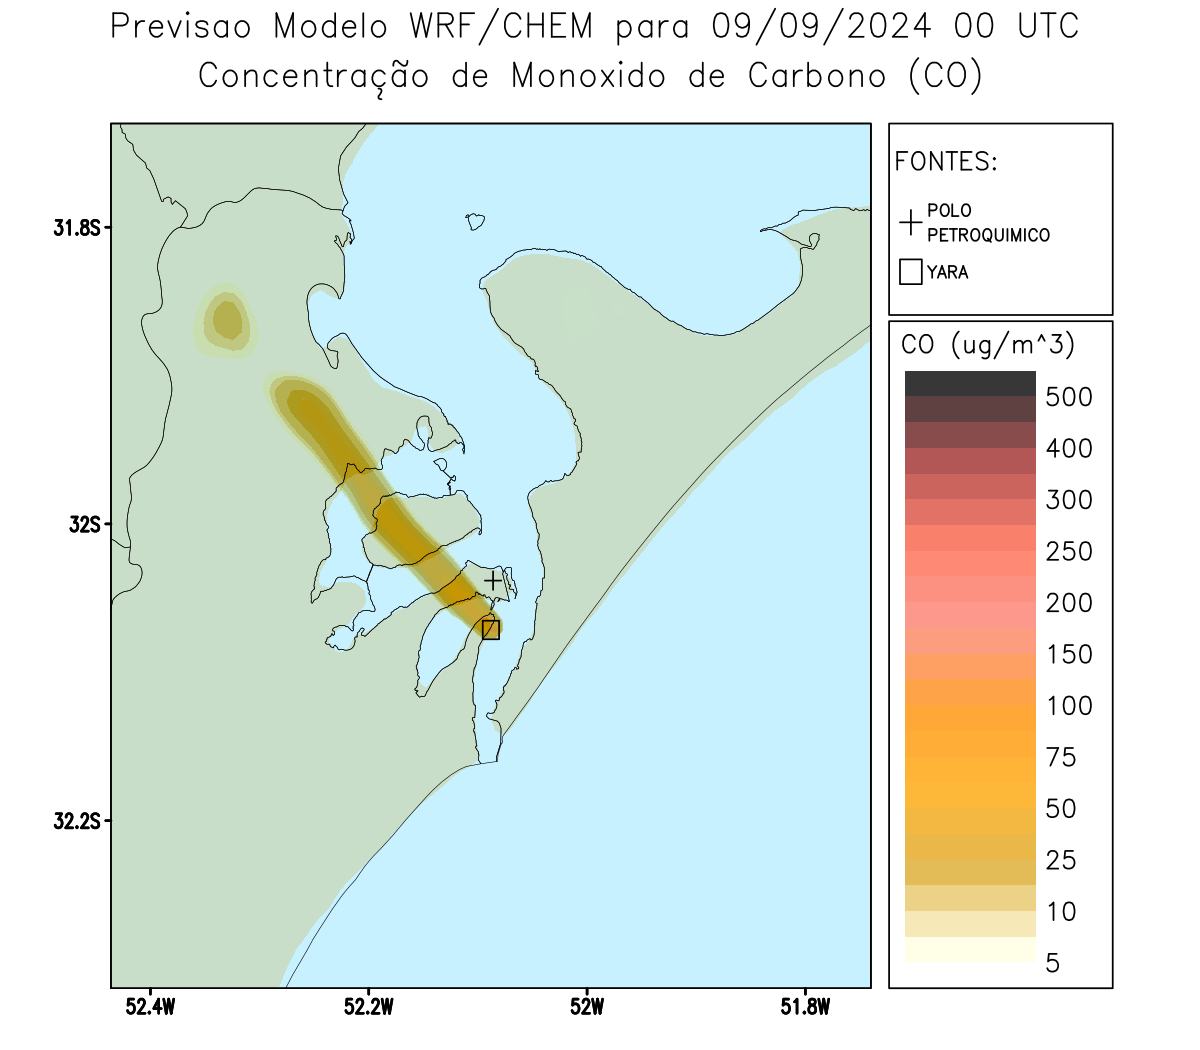 Previsao Modelo WRF/CHEM para 09/09/2024 00 UTC
Concentração de Monoxido de Carbono (CO)
FONTES:
POLO
PETROQUIMICO
YARA
CO (ug/m^3)
500
400
300
250
200
150
100
75
50
25
10
5
31.8S
32S
32.2S
52.4W
52.2W
52W
51.8W